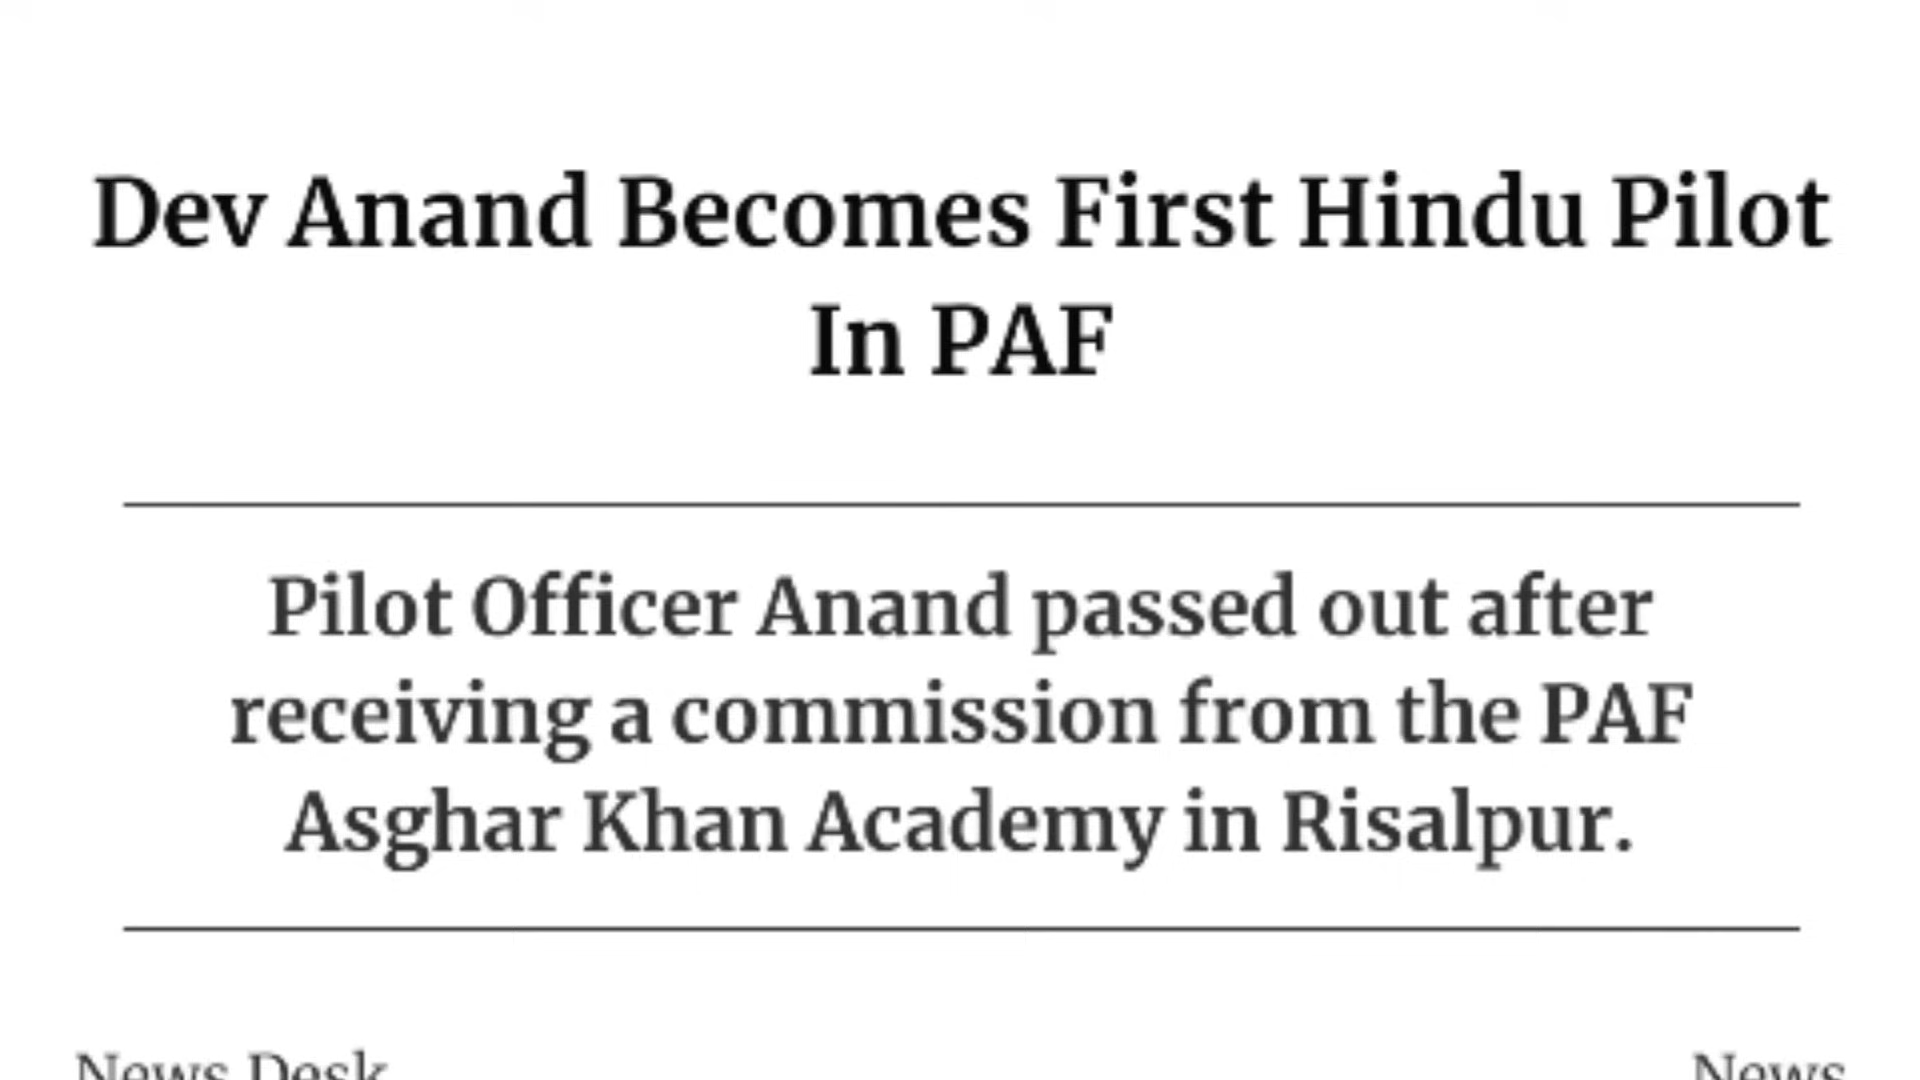 Dev Anand Becomes First Hindu Pilot
In PAF
Pilot Officer Anand passed out after
receiving a commission from the PAF
Asghar Khan Academy in Risalpur.
News Desk
News